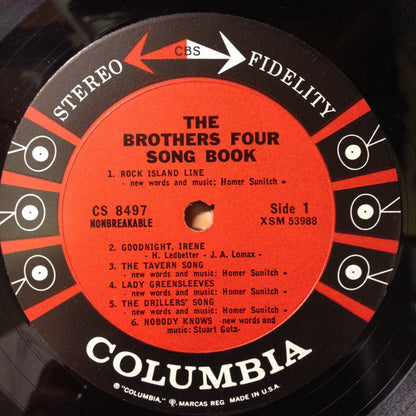 STEREO CBS FIDELITY
THE
BROTHERS FOUR
SONG BOOK
1. ROCK ISLAND LINE
- new words and music: Homer Sunitch -
CS 8497
NONBREAKABLE
Side 1
XSM 53988
2. GOODNIGHT, IRENE
- H. Ledbetter - J. A. Lomax -
3. THE TAVERN SONG
- new words and music: Homer Sunitch -
4. LADY GREENSLEEVES
- new words and music: Homer Sunitch -
5. THE DRILLERS' SONG
- new words and music: Homer Sunitch -
6. NOBODY KNOWS -new words and
music: Stuart Gotz-
COLUMBIA
® "COLUMBIA," MARCAS REG. MADE IN U.S.A.